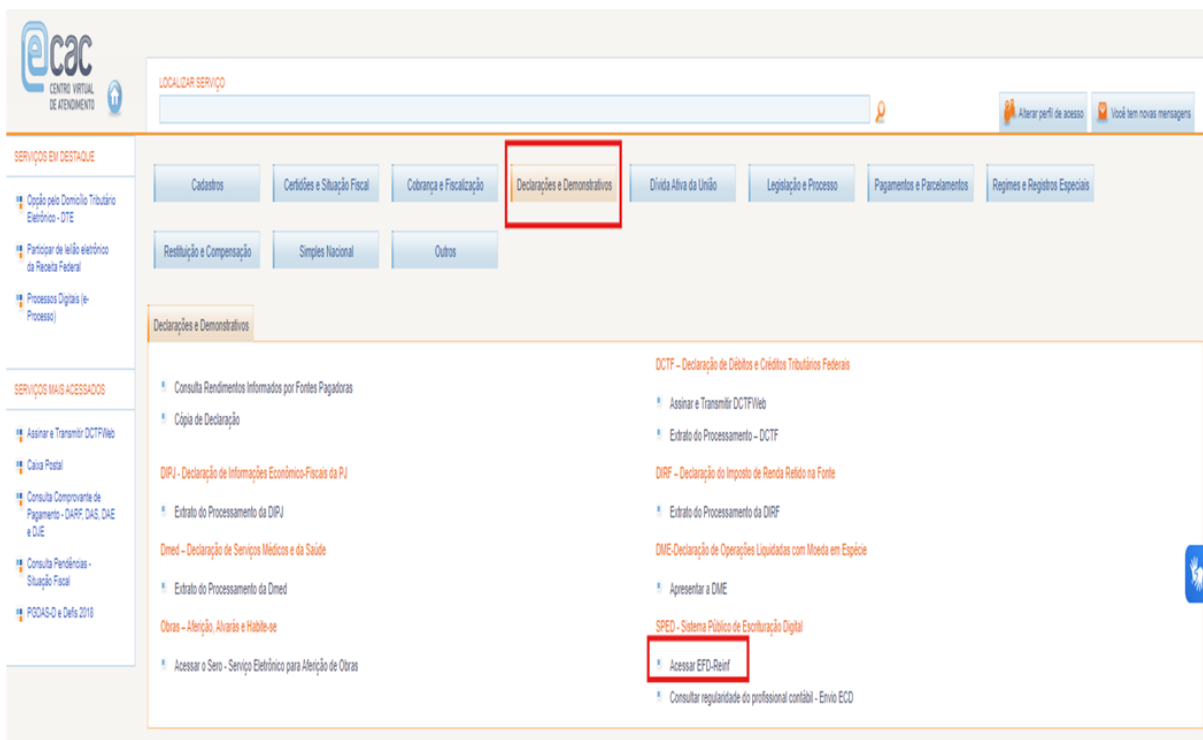 ecac
CENTRO VIRTUAL
DE ATENDIMENTO
LOCALIZAR SERVIÇO
Alterar perfil de acesso
Você tem novas mensagens
SERVIÇOS EM DESTAQUE
Opção pelo Domicílio Tributário
Eletrônico - DTE
Participar de leilão eletrônico
da Receita Federal
Processos Digitais (e-
Processo)
SERVIÇOS MAIS ACESSADOS
Assinar e Transmitir DCTFWeb
Caixa Postal
Consulta Comprovante de
Pagamento - DARF, DAS, DAE
e DJE
Consulta Pendências -
Situação Fiscal
PGDAS-D e Defis 2018
Cadastros
Certidões e Situação Fiscal
Cobrança e Fiscalização
Declarações e Demonstrativos
Dívida Ativa da União
Legislação e Processo
Pagamentos e Parcelamentos
Regimes e Registros Especiais
Restituição e Compensação
Simples Nacional
Outros
Declarações e Demonstrativos
Consulta Rendimentos Informados por Fontes Pagadoras
Cópia de Declaração
DIPJ - Declaração de Informações Econômico-Fiscais da PJ
Extrato do Processamento da DIPJ
Dmed – Declaração de Serviços Médicos e da Saúde
Extrato do Processamento da Dmed
Obras – Aferição, Alvarás e Habite-se
Acessar o Sero - Serviço Eletrônico para Aferição de Obras
DCTF – Declaração de Débitos e Créditos Tributários Federais
Assinar e Transmitir DCTFWeb
Extrato do Processamento – DCTF
DIRF – Declaração do Imposto de Renda Retido na Fonte
Extrato do Processamento da DIRF
DME-Declaração de Operações Liquidadas com Moeda em Espécie
Apresentar a DME
SPED - Sistema Público de Escrituração Digital
Acessar EFD-Reinf
Consultar regularidade do profissional contábil - Envio ECD